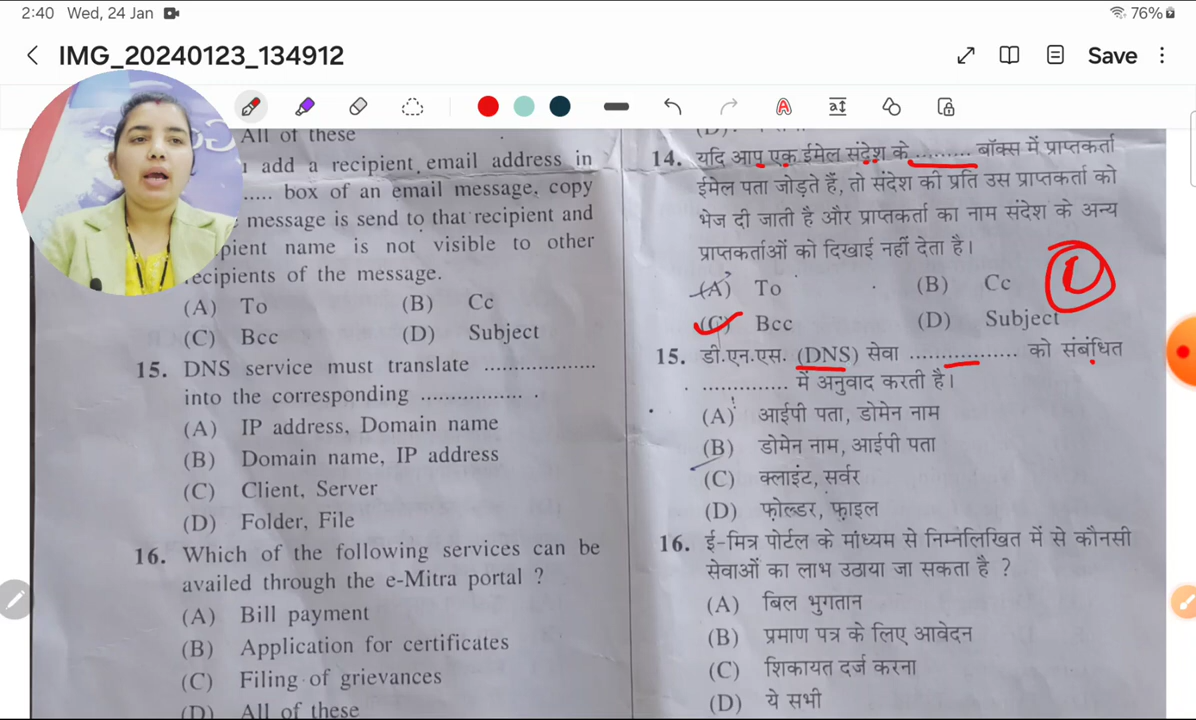 2:40 Wed, 24 Jan
76%
IMG_20240123_134912
Save
All of these
add a recipient email address in
..... box of an email message, copy
message is send to that recipient and
pient name is not visible to other
recipients of the message.
(A) To (B) Cc
(C) Bcc (D) Subject
15. DNS service must translate ..................
into the corresponding ................. .
(A) IP address, Domain name
(B) Domain name, IP address
(C) Client, Server
(D) Folder, File
16. Which of the following services can be
availed through the e-Mitra portal ?
(A) Bill payment
(B) Application for certificates
(C) Filing of grievances
(D) All of these
14. यदि आप एक ईमेल संदेश के .......... बॉक्स में प्राप्तकर्ता
ईमेल पता जोड़ते हैं, तो संदेश की प्रति उस प्राप्तकर्ता को
भेज दी जाती है और प्राप्तकर्ता का नाम संदेश के अन्य
प्राप्तकर्ताओं को दिखाई नहीं देता है।
(A) To (B) Cc
(C) Bcc (D) Subject
15. डी.एन.एस. (DNS) सेवा .................. को संबंधित
.............. में अनुवाद करती है।
(A) आईपी पता, डोमेन नाम
(B) डोमेन नाम, आईपी पता
(C) क्लाइंट, सर्वर
(D) फ़ोल्डर, फ़ाइल
16. ई-मित्र पोर्टल के माध्यम से निम्नलिखित में से कौनसी
सेवाओं का लाभ उठाया जा सकता है ?
(A) बिल भुगतान
(B) प्रमाण पत्र के लिए आवेदन
(C) शिकायत दर्ज करना
(D) ये सभी